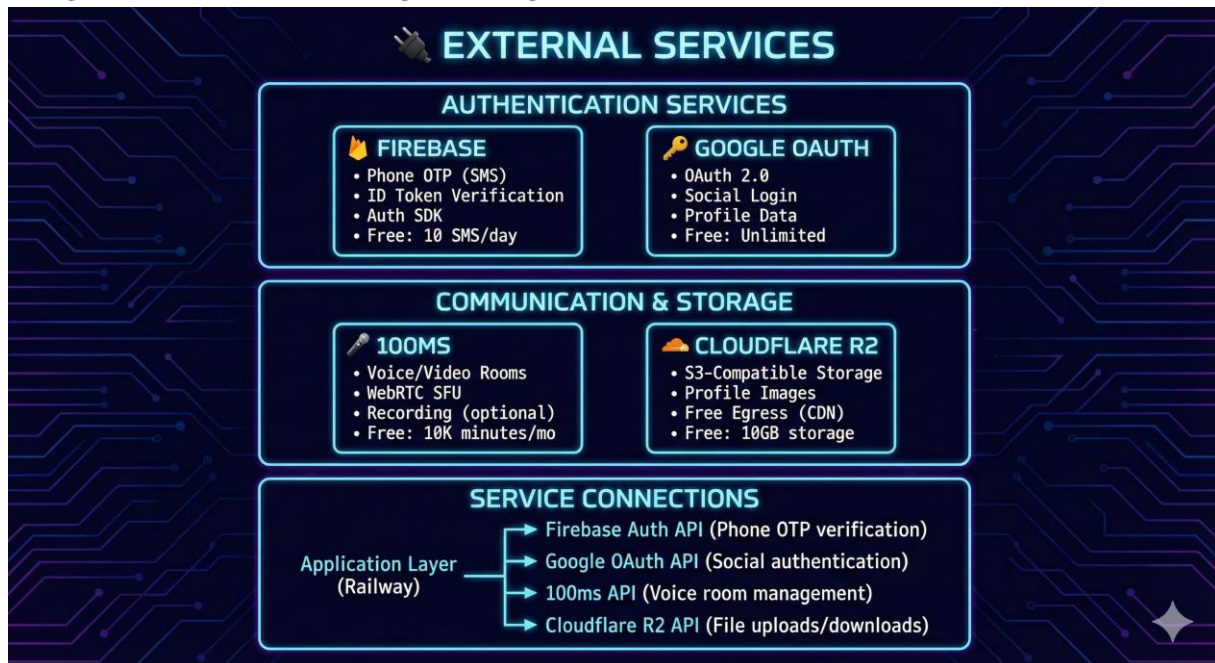 EXTERNAL SERVICES
AUTHENTICATION SERVICES
FIREBASE
• Phone OTP (SMS)
• ID Token Verification
• Auth SDK
• Free: 10 SMS/day
GOOGLE OAUTH
• OAuth 2.0
• Social Login
• Profile Data
• Free: Unlimited
COMMUNICATION & STORAGE
100MS
• Voice/Video Rooms
• WebRTC SFU
• Recording (optional)
• Free: 10K minutes/mo
CLOUDFLARE R2
• S3-Compatible Storage
• Profile Images
• Free Egress (CDN)
• Free: 10GB storage
SERVICE CONNECTIONS
Application Layer
(Railway)
Firebase Auth API (Phone OTP verification)
Google OAuth API (Social authentication)
100ms API (Voice room management)
Cloudflare R2 API (File uploads/downloads)